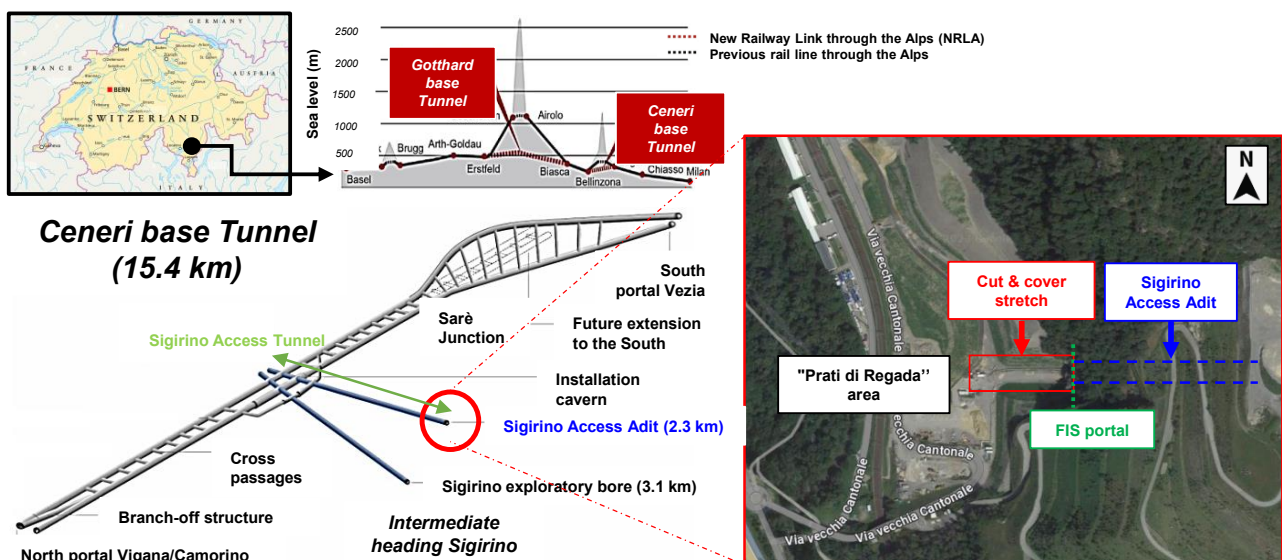 GERMANY
FRANCE
AUSTRIA
BERN
SWITZERLAND
ITALY
Sea level (m)
2500
2000
1500
1000
500
New Railway Link through the Alps (NRLA)
Previous rail line through the Alps
Gotthard
base
Tunnel
Ceneri
base
Tunnel
Airolo
Brugg
Arth-Goldau
Basel
Erstfeld
Biasca
Bellinzona
Chiasso
Milan
Ceneri base Tunnel
(15.4 km)
South
portal Vezia
Sarè
Junction
Future extension
to the South
Sigirino Access Tunnel
Installation
cavern
Sigirino Access Adit (2.3 km)
Cross
passages
Sigirino exploratory bore (3.1 km)
Branch-off structure
Intermediate
heading Sigirino
North portal Vigana/Camorino
N
Via vecchia Cantonale
Via vecchia Cantonale
Cut & cover
stretch
Sigirino
Access Adit
"Prati di Regada’’
area
FIS portal
Via vecchia Cantonale
Via vecchia Cantonale
Via vecchia Cantonale